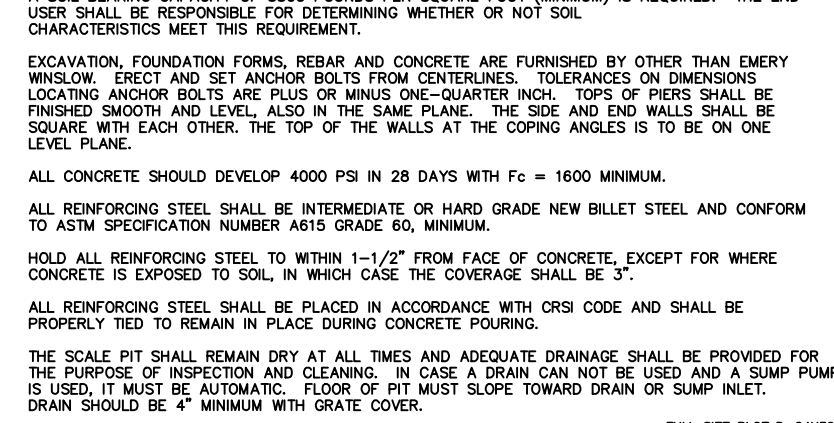 USER SHALL BE RESPONSIBLE FOR DETERMINING WHETHER OR NOT SOIL
CHARACTERISTICS MEET THIS REQUIREMENT.
EXCAVATION, FOUNDATION FORMS, REBAR AND CONCRETE ARE FURNISHED BY OTHER THAN EMERY
WINSLOW. ERECT AND SET ANCHOR BOLTS FROM CENTERLINES. TOLERANCES ON DIMENSIONS
LOCATING ANCHOR BOLTS ARE PLUS OR MINUS ONE-QUARTER INCH. TOPS OF PIERS SHALL BE
FINISHED SMOOTH AND LEVEL, ALSO IN THE SAME PLANE. THE SIDE AND END WALLS SHALL BE
SQUARE WITH EACH OTHER. THE TOP OF THE WALLS AT THE COPING ANGLES IS TO BE ON ONE
LEVEL PLANE.
ALL CONCRETE SHOULD DEVELOP 4000 PSI IN 28 DAYS WITH Fc = 1600 MINIMUM.
ALL REINFORCING STEEL SHALL BE INTERMEDIATE OR HARD GRADE NEW BILLET STEEL AND CONFORM
TO ASTM SPECIFICATION NUMBER A615 GRADE 60, MINIMUM.
HOLD ALL REINFORCING STEEL TO WITHIN 1-1/2" FROM FACE OF CONCRETE, EXCEPT FOR WHERE
CONCRETE IS EXPOSED TO SOIL, IN WHICH CASE THE COVERAGE SHALL BE 3".
ALL REINFORCING STEEL SHALL BE PLACED IN ACCORDANCE WITH CRSI CODE AND SHALL BE
PROPERLY TIED TO REMAIN IN PLACE DURING CONCRETE POURING.
THE SCALE PIT SHALL REMAIN DRY AT ALL TIMES AND ADEQUATE DRAINAGE SHALL BE PROVIDED FOR
THE PURPOSE OF INSPECTION AND CLEANING. IN CASE A DRAIN CAN NOT BE USED AND A SUMP PUMP
IS USED, IT MUST BE AUTOMATIC. FLOOR OF PIT MUST SLOPE TOWARD DRAIN OR SUMP INLET.
DRAIN SHOULD BE 4" MINIMUM WITH GRATE COVER.